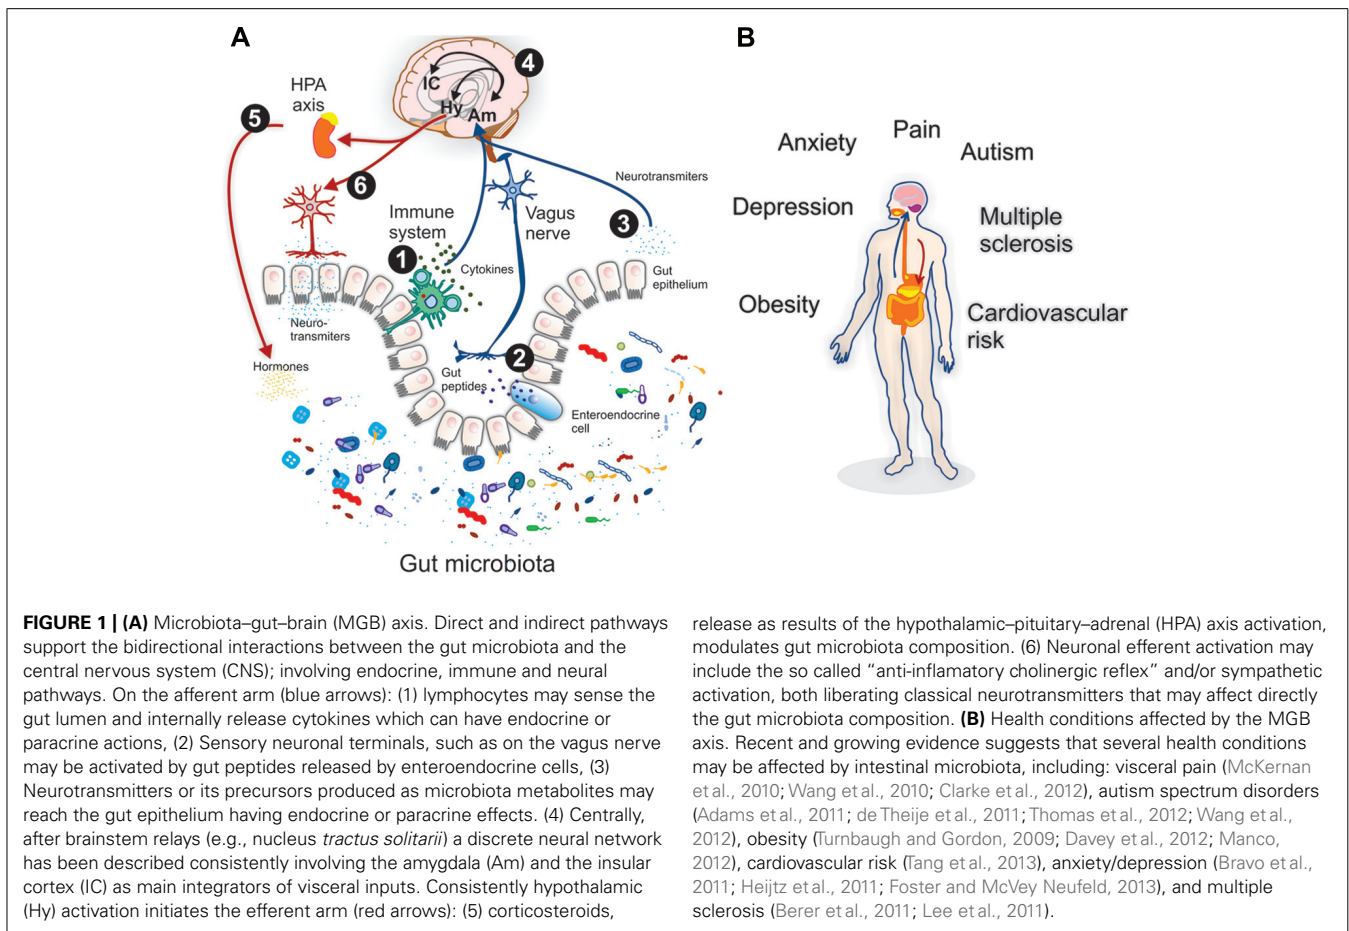 A
B
HPA
axis
4
IC
Hy
Am
5
6
Immune
system
1
Cytokines
Vagus
nerve
Neurotransmiters
3
Gut
epithelium
Neuro-
transmiters
Hormones
2
Gut
peptides
Enteroendocrine
cell
Gut microbiota
Pain
Anxiety
Autism
Depression
Multiple
sclerosis
Obesity
Cardiovascular
risk
FIGURE 1 | (A) Microbiota–gut–brain (MGB) axis. Direct and indirect pathways
support the bidirectional interactions between the gut microbiota and the
central nervous system (CNS); involving endocrine, immune and neural
pathways. On the afferent arm (blue arrows): (1) lymphocytes may sense the
gut lumen and internally release cytokines which can have endocrine or
paracrine actions, (2) Sensory neuronal terminals, such as on the vagus nerve
may be activated by gut peptides released by enteroendocrine cells, (3)
Neurotransmitters or its precursors produced as microbiota metabolites may
reach the gut epithelium having endocrine or paracrine effects. (4) Centrally,
after brainstem relays (e.g., nucleus tractus solitarii) a discrete neural network
has been described consistently involving the amygdala (Am) and the insular
cortex (IC) as main integrators of visceral inputs. Consistently hypothalamic
(Hy) activation initiates the efferent arm (red arrows): (5) corticosteroids,
release as results of the hypothalamic–pituitary–adrenal (HPA) axis activation,
modulates gut microbiota composition. (6) Neuronal efferent activation may
include the so called “anti-inflamatory cholinergic reflex” and/or sympathetic
activation, both liberating classical neurotransmitters that may affect directly
the gut microbiota composition. (B) Health conditions affected by the MGB
axis. Recent and growing evidence suggests that several health conditions
may be affected by intestinal microbiota, including: visceral pain (McKernan
et al., 2010; Wang et al., 2010; Clarke et al., 2012), autism spectrum disorders
(Adams et al., 2011; de Theije et al., 2011; Thomas et al., 2012; Wang et al.,
2012), obesity (Turnbaugh and Gordon, 2009; Davey et al., 2012; Manco,
2012), cardiovascular risk (Tang et al., 2013), anxiety/depression (Bravo et al.,
2011; Heijtz et al., 2011; Foster and McVey Neufeld, 2013), and multiple
sclerosis (Berer et al., 2011; Lee et al., 2011).